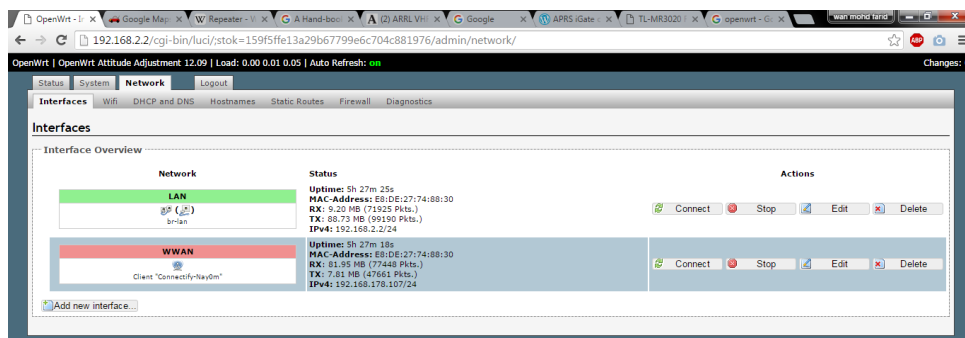 OpenWrt - In
Google Map
W Repeater - W
G A Hand-boo
A (2) ARRL VH
G Google
APRS iGate
TL-MR3020
G openwrt - Go
wan mohd farid
192.168.2.2/cgi-bin/luci/;stok=159f5ffe13a29b67799e6c704c881976/admin/network/
ABP
OpenWrt | OpenWrt Attitude Adjustment 12.09 | Load: 0.00 0.01 0.05 | Auto Refresh: on
Changes:
Status System Network Logout
Interfaces Wifi DHCP and DNS Hostnames Static Routes Firewall Diagnostics
Interfaces
Interface Overview
Network Status Actions
LAN
br-lan
Uptime: 5h 27m 25s
MAC-Address: E8:DE:27:74:88:30
RX: 9.20 MB (71925 Pkts.)
TX: 88.73 MB (99190 Pkts.)
IPv4: 192.168.2.2/24
Connect Stop Edit Delete
WWAN
Client "Connectify-Nay0m"
Uptime: 5h 27m 18s
MAC-Address: E8:DE:27:74:88:30
RX: 81.95 MB (77448 Pkts.)
TX: 7.81 MB (47661 Pkts.)
IPv4: 192.168.178.107/24
Connect Stop Edit Delete
Add new interface...